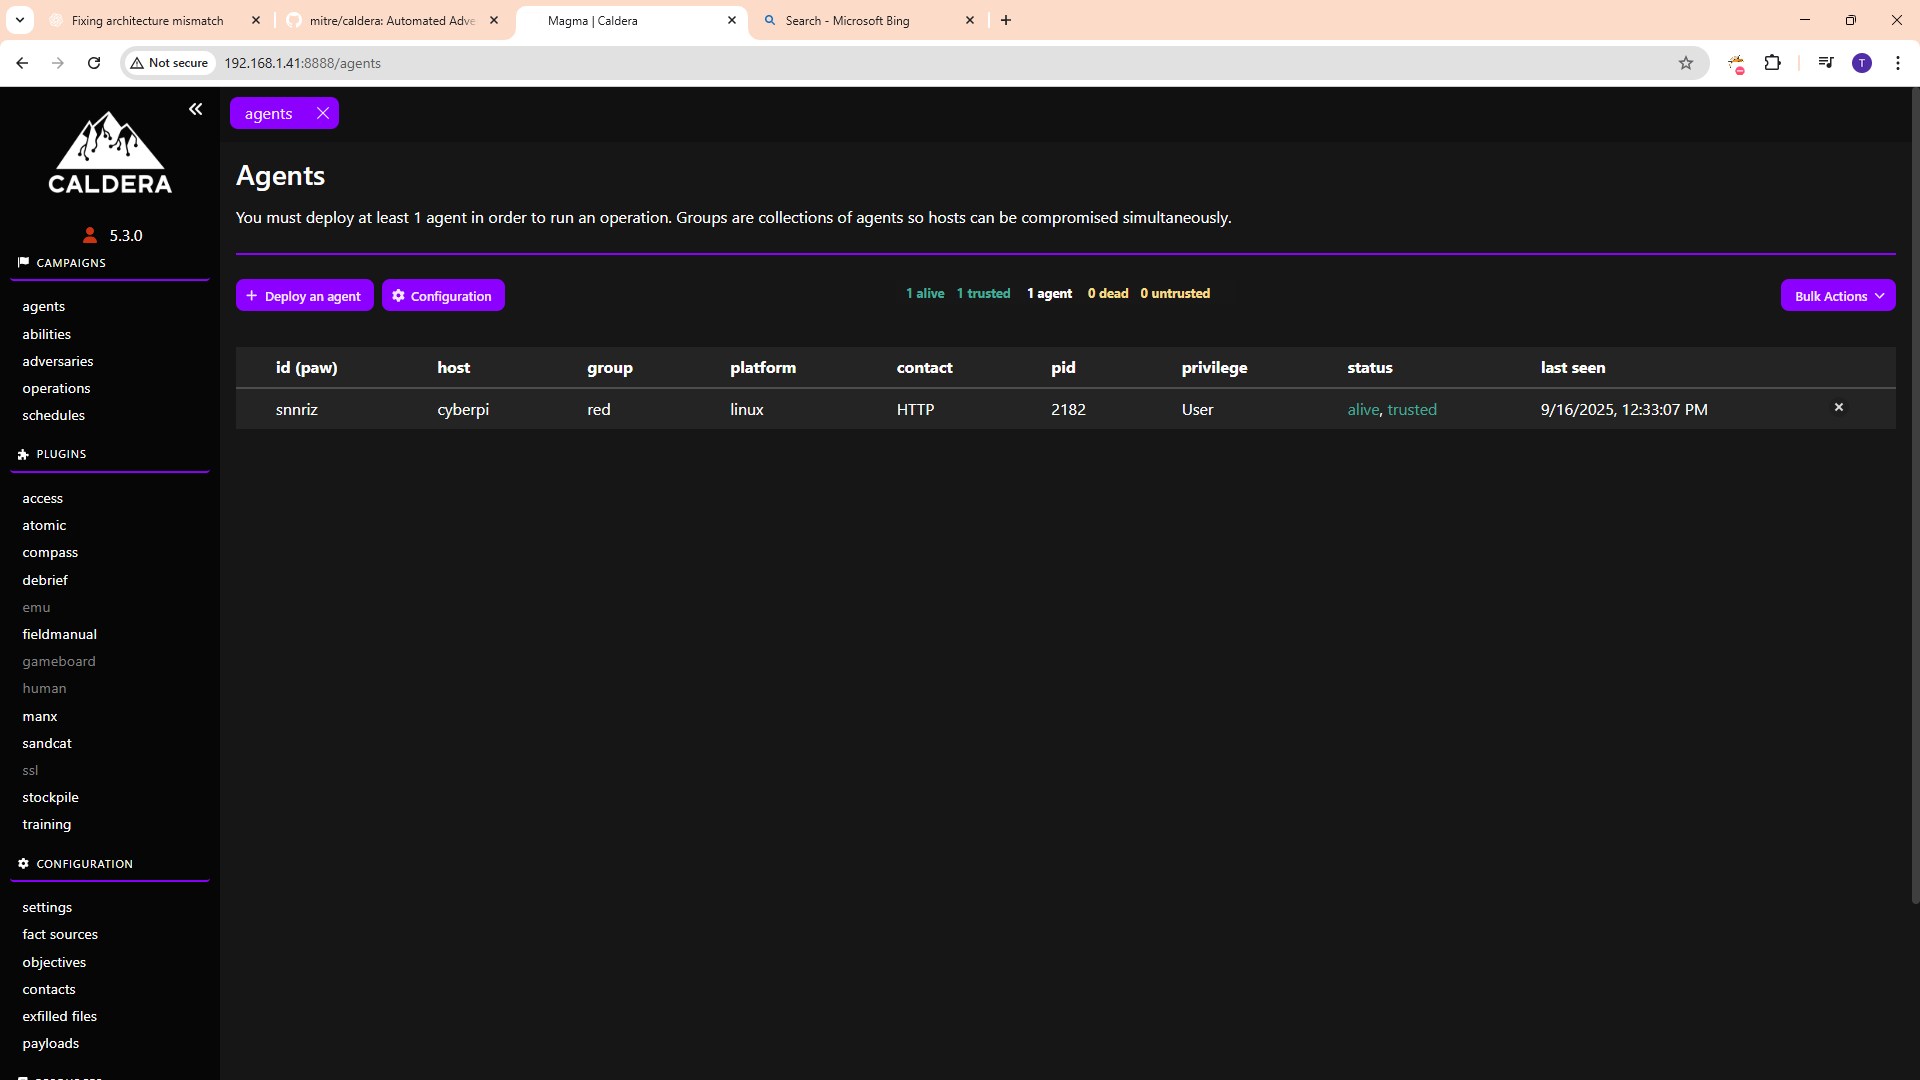 Fixing architecture mismatch
mitre/caldera: Automated Adve
Magma | Caldera
Search - Microsoft Bing
Not secure
192.168.1.41:8888/agents
T
CALDERA
5.3.0
CAMPAIGNS
agents
abilities
adversaries
operations
schedules
PLUGINS
access
atomic
compass
debrief
emu
fieldmanual
gameboard
human
manx
sandcat
ssl
stockpile
training
CONFIGURATION
settings
fact sources
objectives
contacts
exfilled files
payloads
agents
Agents
You must deploy at least 1 agent in order to run an operation. Groups are collections of agents so hosts can be compromised simultaneously.
Deploy an agent
Configuration
1 alive 1 trusted 1 agent 0 dead 0 untrusted
Bulk Actions
id (paw) host group platform contact pid privilege status last seen
snnriz cyberpi red linux HTTP 2182 User alive, trusted 9/16/2025, 12:33:07 PM